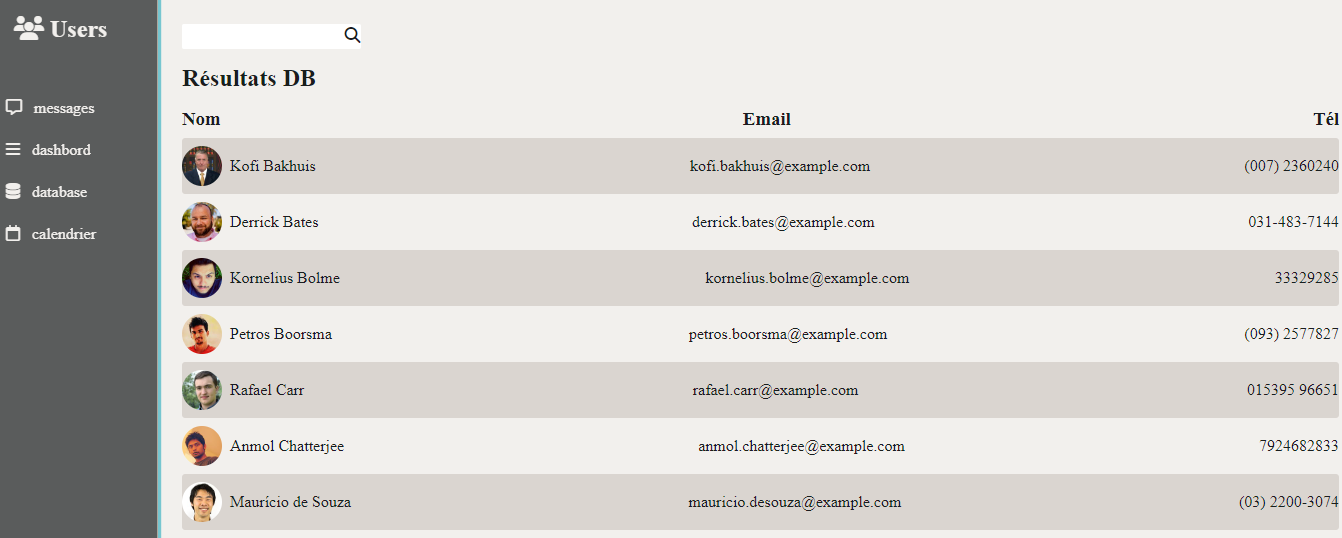 Users
messages
dashbord
database
calendrier
Résultats DB
Nom Email Tél
Kofi Bakhuis kofi.bakhuis@example.com (007) 2360240
Derrick Bates derrick.bates@example.com 031-483-7144
Kornelius Bolme kornelius.bolme@example.com 33329285
Petros Boorsma petros.boorsma@example.com (093) 2577827
Rafael Carr rafael.carr@example.com 015395 96651
Anmol Chatterjee anmol.chatterjee@example.com 7924682833
Maurício de Souza mauricio.desouza@example.com (03) 2200-3074